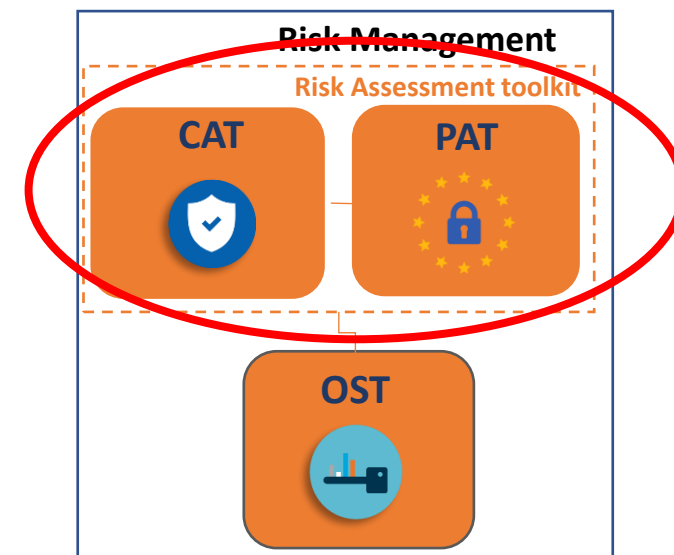 Risk Management
Risk Assessment toolkit
CAT
PAT
OST